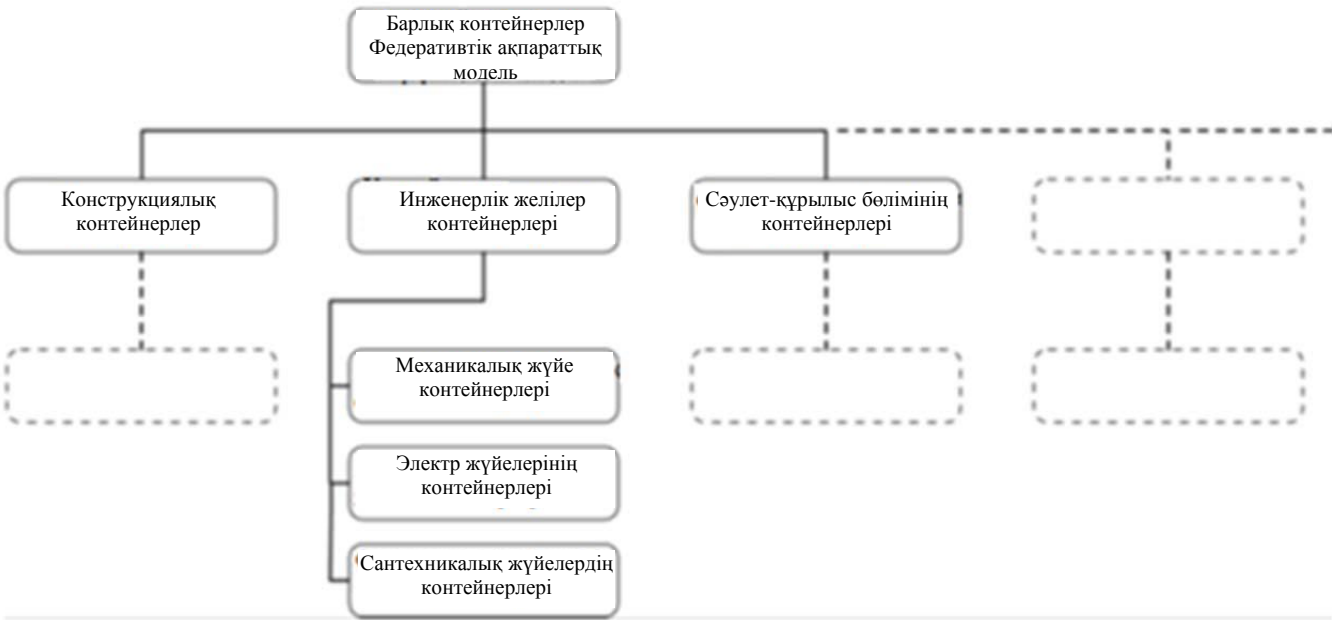 Барлық контейнерлер
Федеративтік ақпараттық
модель
Конструкциялық
контейнерлер
Инженерлік желілер
контейнерлері
Сәулет-құрылыс бөлімінің
контейнерлері
Механикалық жүйе
контейнерлері
Электр жүйелерінің
контейнерлері
Сантехникалық жүйелердің
контейнерлері